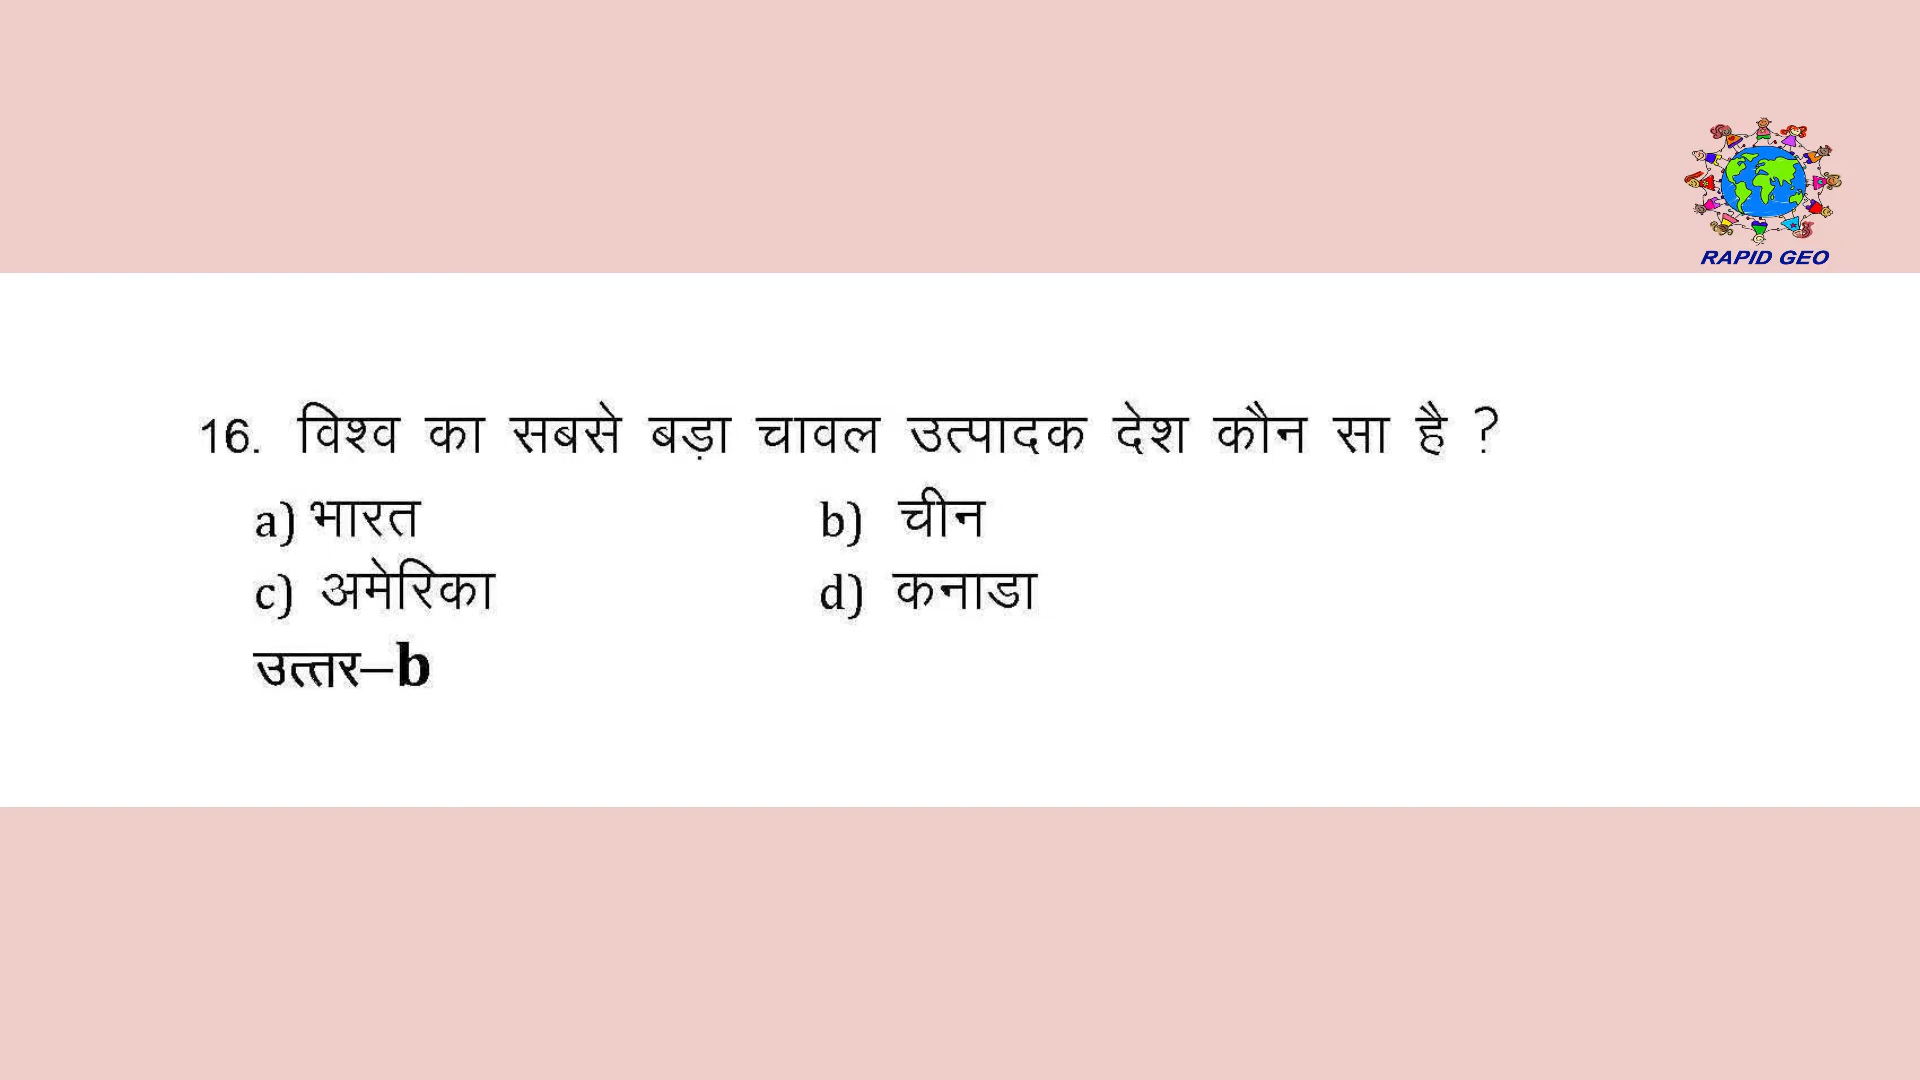 RAPID GEO
16. विश्व का सबसे बड़ा चावल उत्पादक देश कौन सा है ?
a) भारत b) चीन
c) अमेरिका d) कनाडा
उत्तर–b